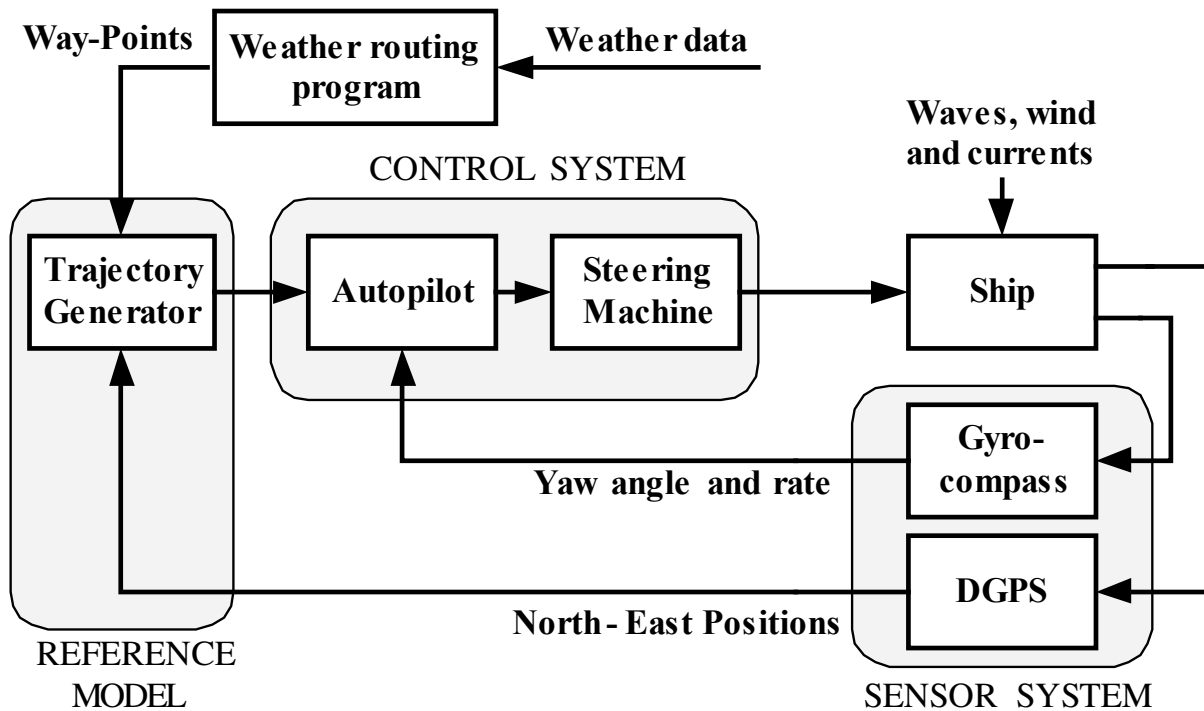 Way-Points
Weather routing
program
Weather data
Waves, wind
and currents
CONTROL SYSTEM
Trajectory
Generator
Autopilot
Steering
Machine
Ship
Gyro-
compass
Yaw angle and rate
DGPS
North-East Positions
REFERENCE
MODEL
SENSOR SYSTEM